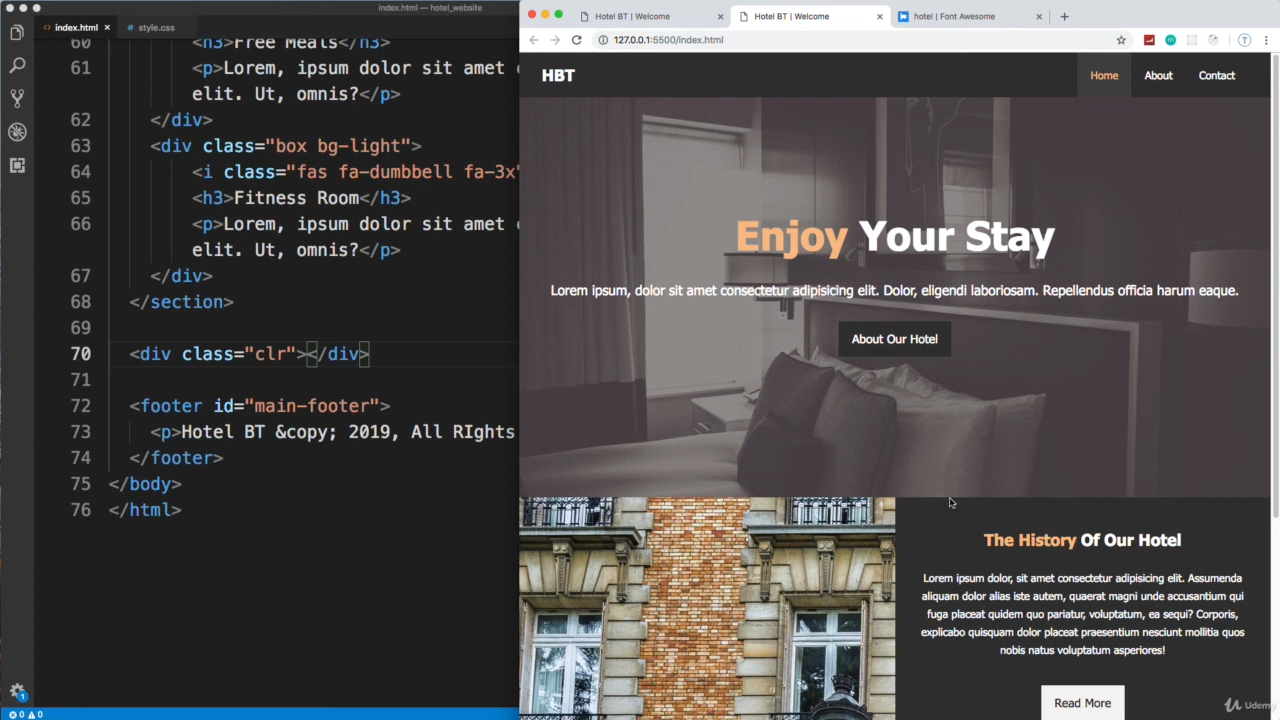 index.html — hotel_website
index.html ×
style.css
60 <h3>Free Meals</h3>
61 <p>Lorem, ipsum dolor sit amet
elit. Ut, omnis?</p>
62 </div>
63 <div class="box bg-light">
64 <i class="fas fa-dumbbell fa-3x"
65 <h3>Fitness Room</h3>
66 <p>Lorem, ipsum dolor sit amet
elit. Ut, omnis?</p>
67 </div>
68 </section>
69
70 <div class="clr"></div>
71
72 <footer id="main-footer">
73 <p>Hotel BT &copy; 2019, All RIghts
74 </footer>
75 </body>
76 </html>
1
0 0
Hotel BT | Welcome ×
Hotel BT | Welcome ×
hotel | Font Awesome ×
127.0.0.1:5500/index.html
T
HBT
Home
About
Contact
Enjoy Your Stay
Lorem ipsum, dolor sit amet consectetur adipisicing elit. Dolor, eligendi laboriosam. Repellendus officia harum eaque.
About Our Hotel
The History Of Our Hotel
Lorem ipsum dolor, sit amet consectetur adipisicing elit. Assumenda
aliquam dolor alias iste autem, quaerat magni unde accusantium qui
fuga placeat quidem quo pariatur, voluptatum, ea sequi? Corporis,
explicabo quisquam dolor placeat praesentium nesciunt mollitia quos
nobis natus voluptatum asperiores!
Read More
Udemy